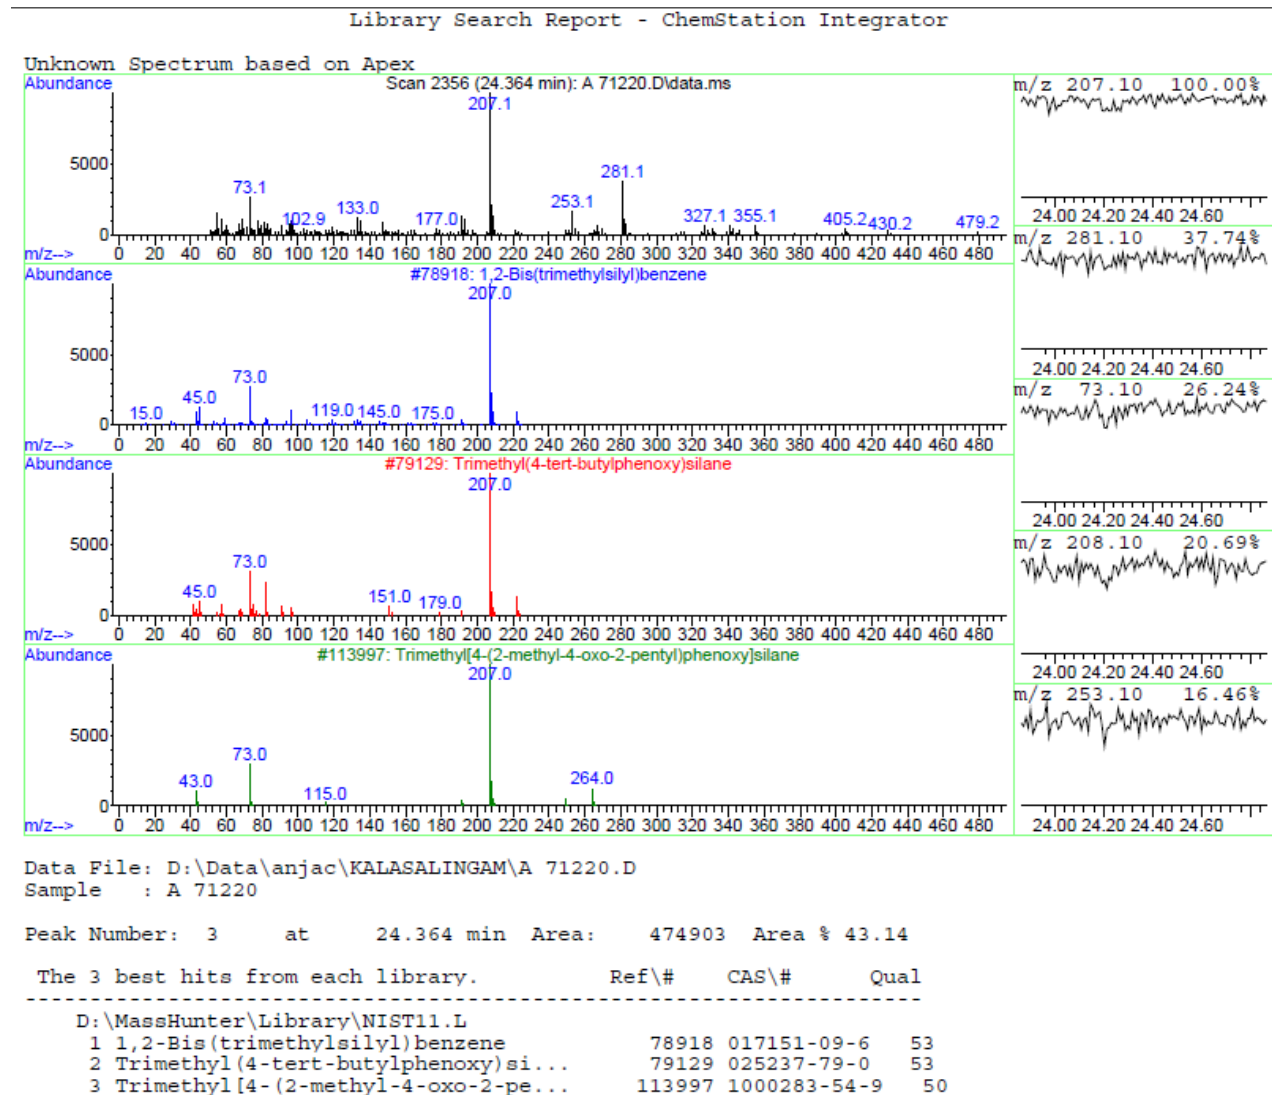 Library Search Report - ChemStation Integrator
Unknown Spectrum based on Apex
Abundance
Scan 2356 (24.364 min): A 71220.D\data.ms
207.1
5000
73.1
102.9
133.0
177.0
253.1
281.1
327.1
355.1
405.2
430.2
479.2
0
0 20 40 60 80 100 120 140 160 180 200 220 240 260 280 300 320 340 360 380 400 420 440 460 480
m/z-->
m/z 207.10 100.00%
24.00 24.20 24.40 24.60
Abundance
#78918: 1,2-Bis(trimethylsilyl)benzene
207.0
5000
15.0
45.0
73.0
119.0
145.0
175.0
0
0 20 40 60 80 100 120 140 160 180 200 220 240 260 280 300 320 340 360 380 400 420 440 460 480
m/z-->
m/z 281.10 37.74%
24.00 24.20 24.40 24.60
Abundance
#79129: Trimethyl(4-tert-butylphenoxy)silane
207.0
5000
45.0
73.0
151.0
179.0
0
0 20 40 60 80 100 120 140 160 180 200 220 240 260 280 300 320 340 360 380 400 420 440 460 480
m/z-->
m/z 73.10 26.24%
24.00 24.20 24.40 24.60
Abundance
#113997: Trimethyl[4-(2-methyl-4-oxo-2-pentyl)phenoxy]silane
207.0
5000
43.0
73.0
115.0
264.0
0
0 20 40 60 80 100 120 140 160 180 200 220 240 260 280 300 320 340 360 380 400 420 440 460 480
m/z-->
m/z 208.10 20.69%
24.00 24.20 24.40 24.60
m/z 253.10 16.46%
24.00 24.20 24.40 24.60
Data File: D:\Data\anjac\KALASALINGAM\A 71220.D
Sample : A 71220
Peak Number: 3 at 24.364 min Area: 474903 Area % 43.14
The 3 best hits from each library. Ref\# CAS\# Qual
D:\MassHunter\Library\NIST11.L
1 1,2-Bis(trimethylsilyl)benzene 78918 017151-09-6 53
2 Trimethyl(4-tert-butylphenoxy)si... 79129 025237-79-0 53
3 Trimethyl[4-(2-methyl-4-oxo-2-pe... 113997 1000283-54-9 50